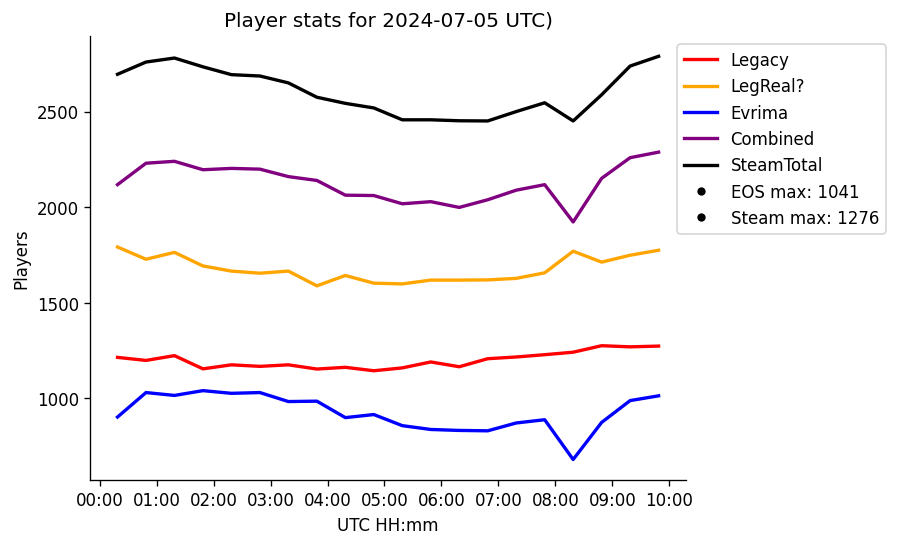 Player stats for 2024-07-05 UTC)
Players
2500
2000
1500
1000
00:00 01:00 02:00 03:00 04:00 05:00 06:00 07:00 08:00 09:00 10:00
UTC HH:mm
Legacy
LegReal?
Evrima
Combined
SteamTotal
EOS max: 1041
Steam max: 1276